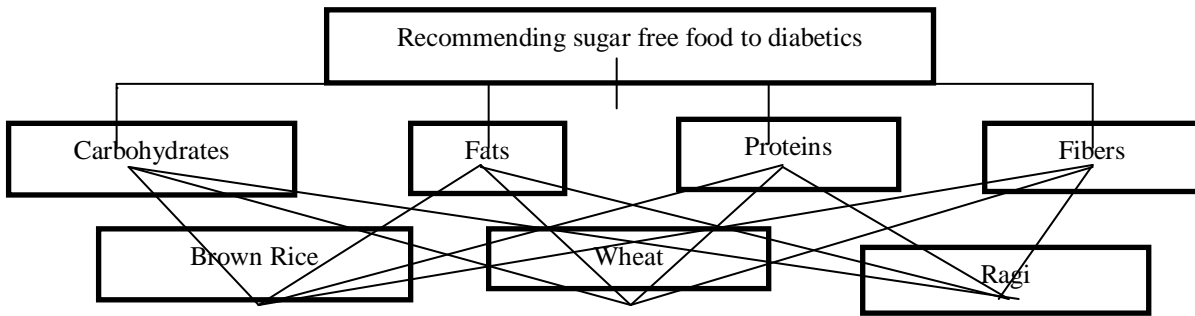 Recommending sugar free food to diabetics
Carbohydrates
Fats
Proteins
Fibers
Brown Rice
Wheat
Ragi